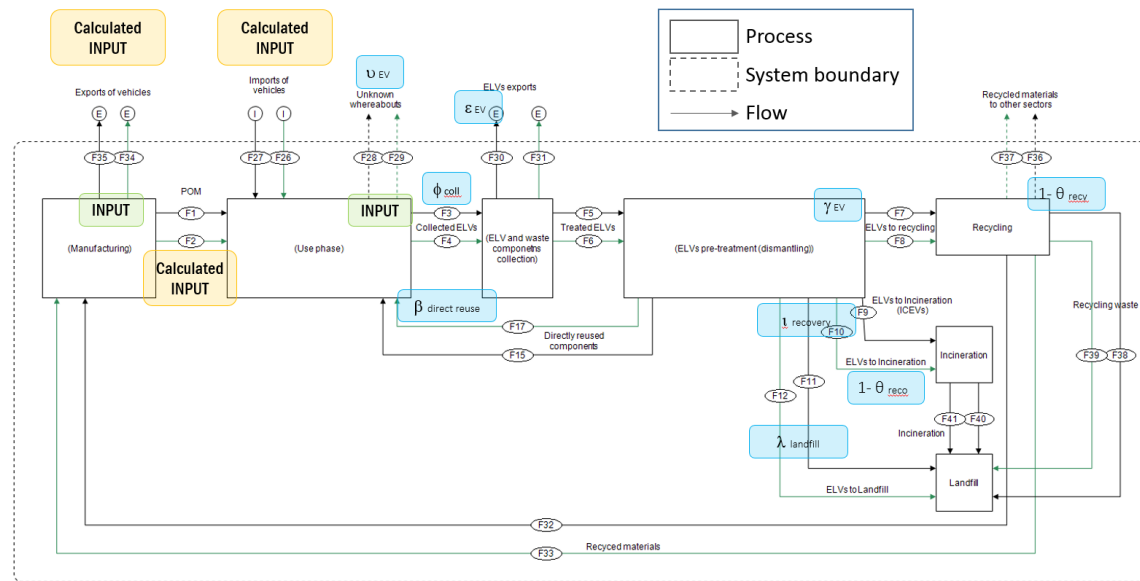 Calculated
INPUT
Calculated
INPUT
Process
System boundary
Flow
Exports of vehicles
Imports of
vehicles
υ EV
Unknown
whereabouts
ELVs exports
ε EV
Recycled materials
to other sectors
E
E
I
I
E
E
F35
F34
F27
F26
F28
F29
F30
F31
F37
F36
POM
INPUT
INPUT
ϕ coll
γ EV
1- θ recy
F1
F2
F3
Collected ELVs
F4
F5
Treated ELVs
F6
F7
ELVs to recycling
F8
(Manufacturing)
(Use phase)
(ELV and waste
componetns
collection)
(ELVs pre-treatment (dismantling))
Recycling
Calculated
INPUT
β direct reuse
F17
Directly reused
components
F15
ι recovery
F9
F10
ELVs to Incineration
(ICEVs)
Recycling waste
F39
F38
Incineration
ELVs to Incineration
1- θ reco
F11
F12
F41
F40
Incineration
λ landfill
Landfill
ELVs to Landfill
F32
F33
Recyced materials